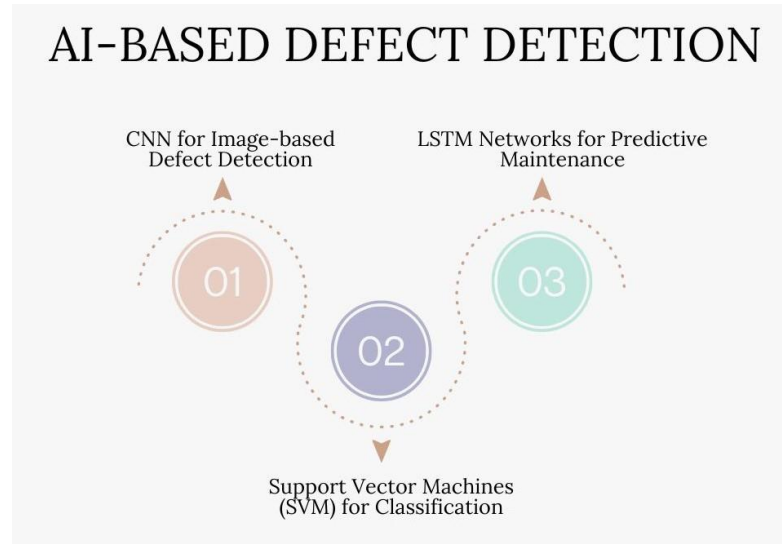 AI-BASED DEFECT DETECTION
CNN for Image-based
Defect Detection
LSTM Networks for Predictive
Maintenance
01
02
03
Support Vector Machines
(SVM) for Classification